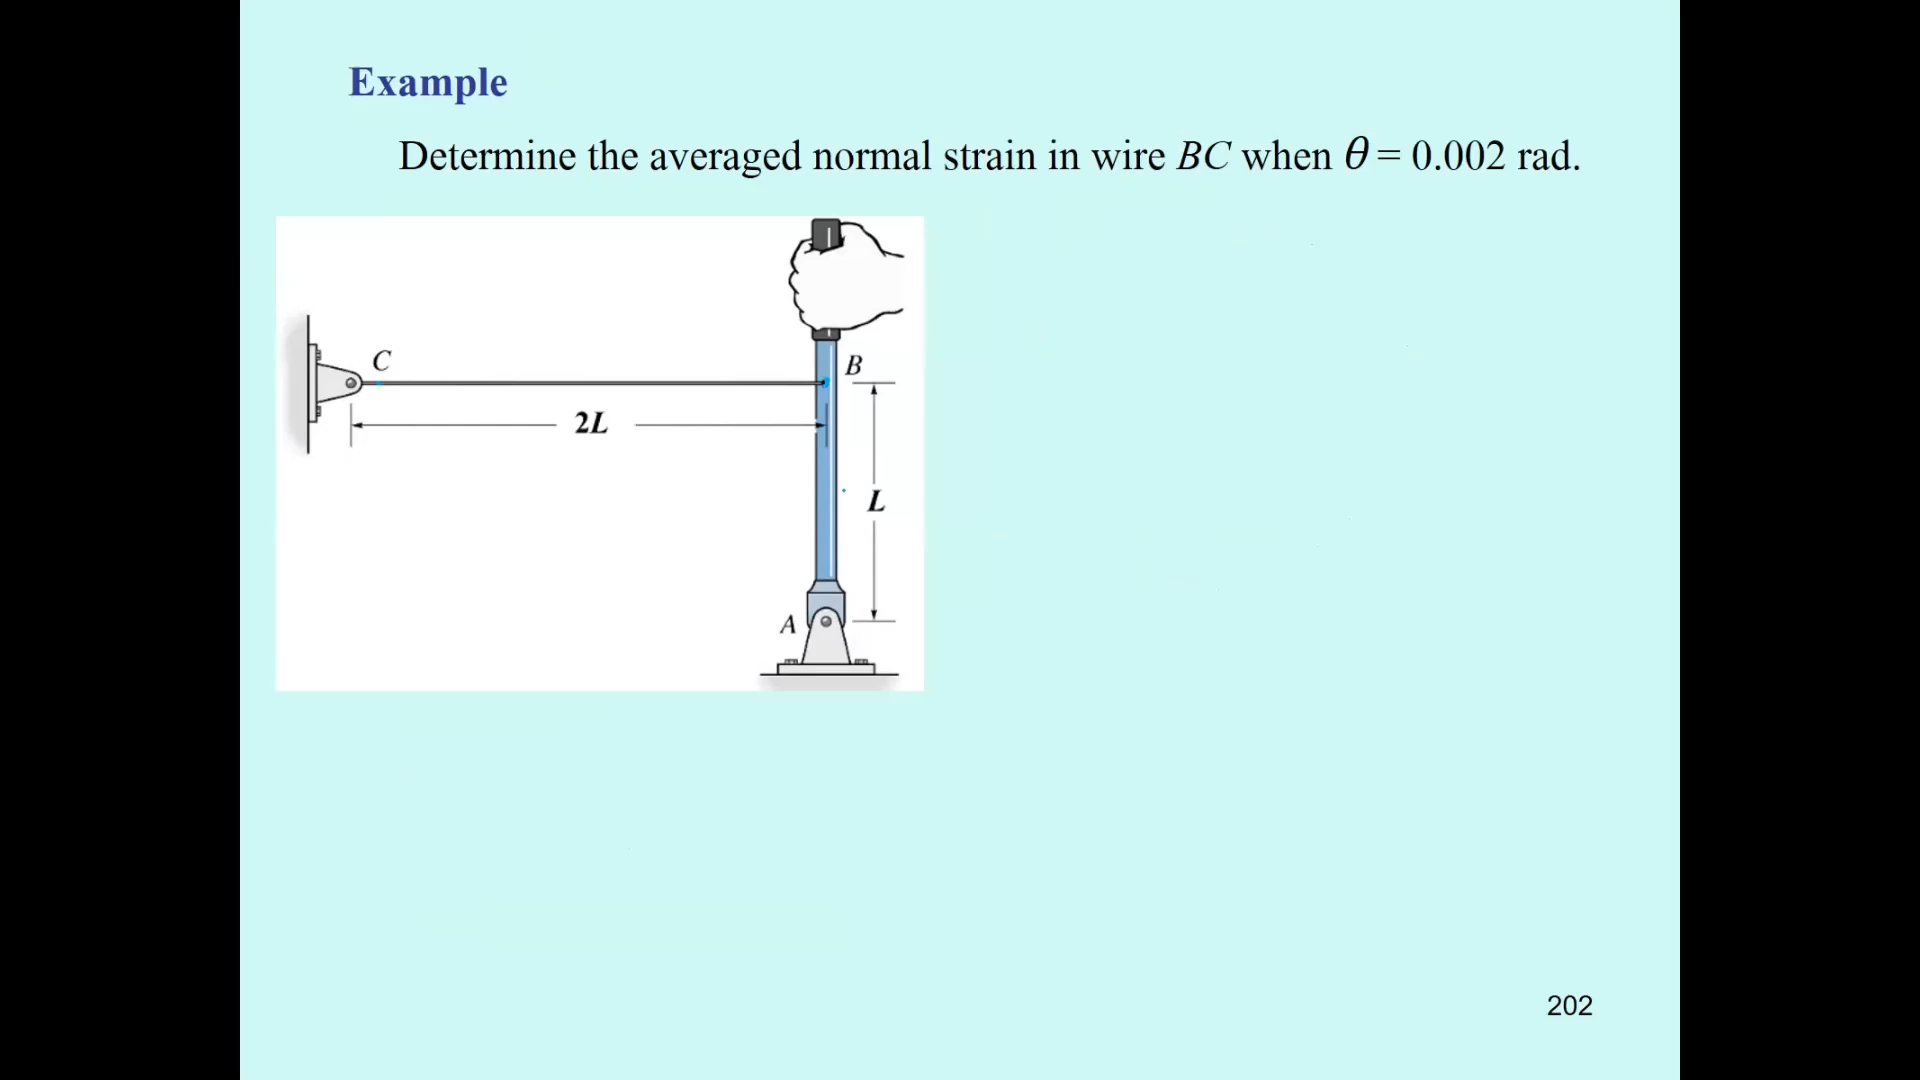 Example
Determine the averaged normal strain in wire BC when θ = 0.002 rad.
C
B
2L
L
A
202